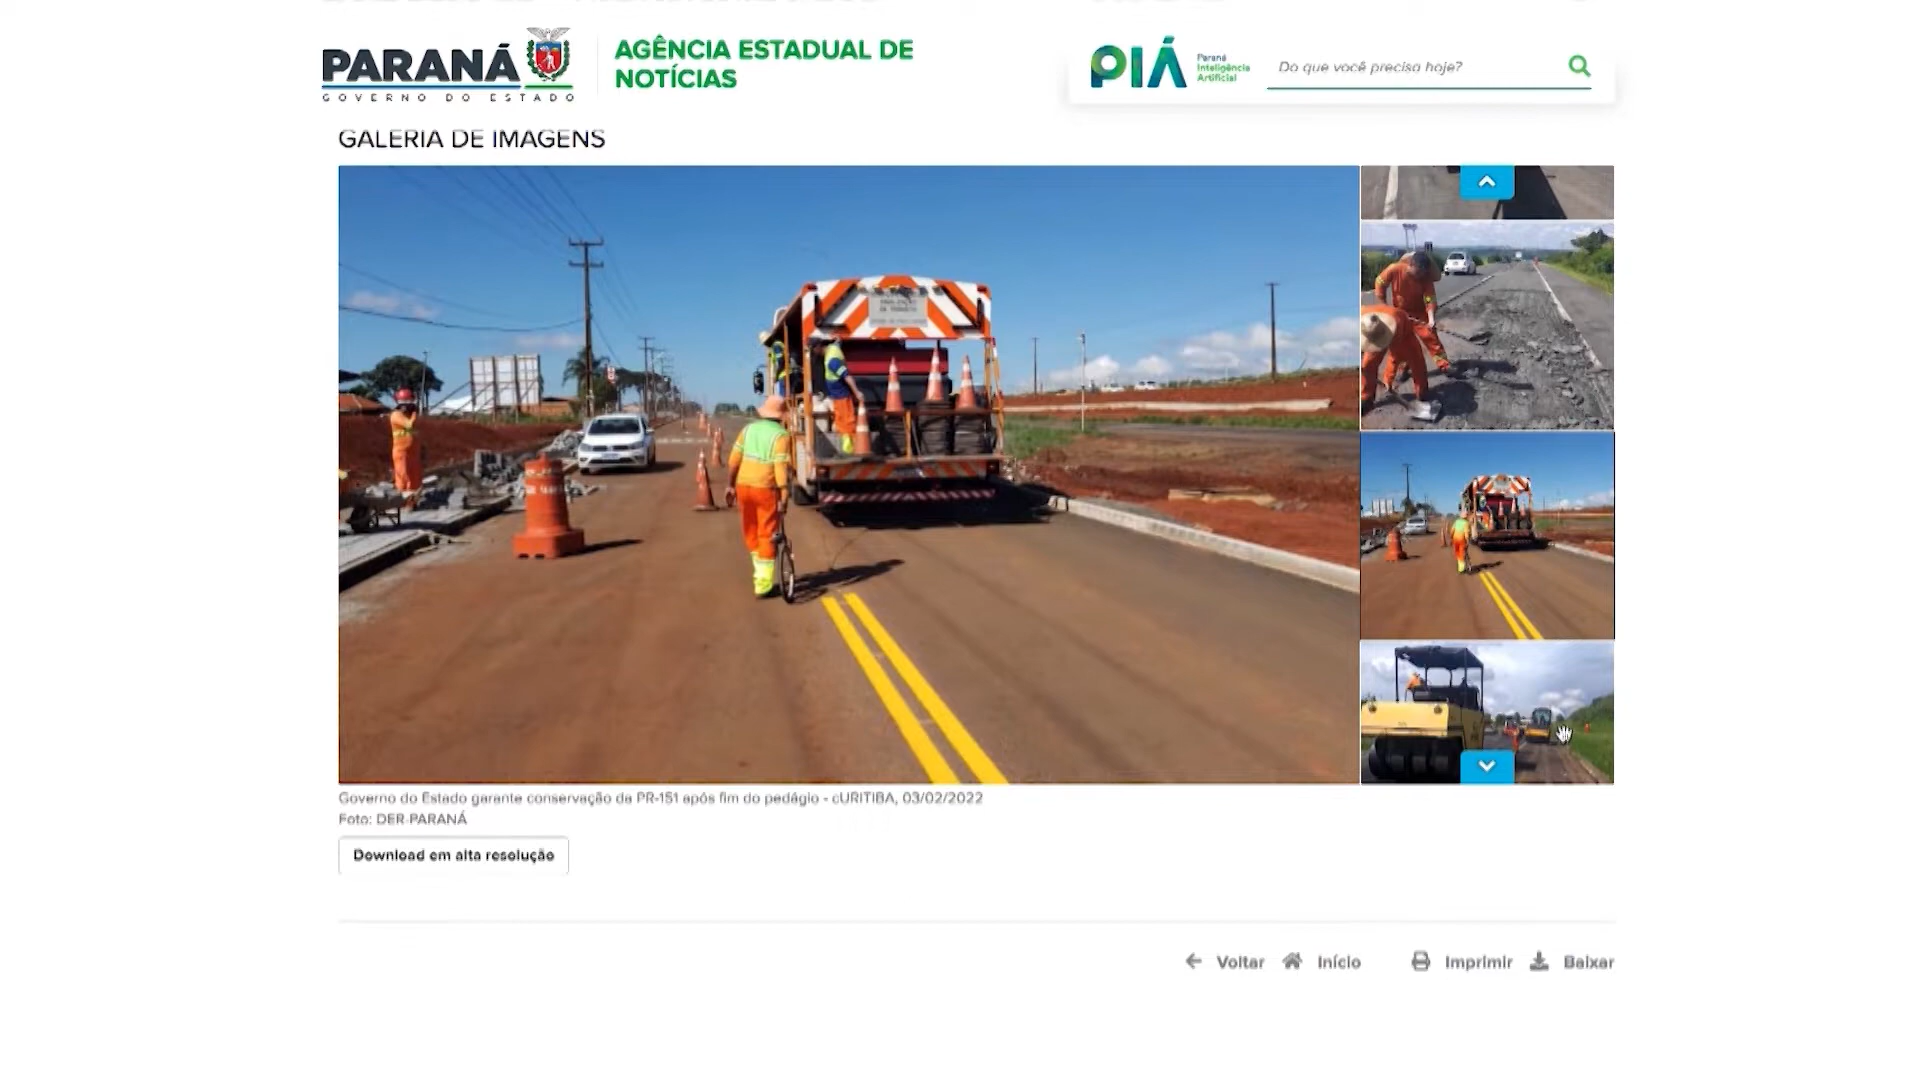 PARANÁ
GOVERNO DO ESTADO
AGÊNCIA ESTADUAL DE
NOTÍCIAS
PIÁ
Paraná
Inteligência
Artificial
Do que você precisa hoje?
GALERIA DE IMAGENS
Governo do Estado garante conservação da PR-151 após fim do pedágio - cURITIBA, 03/02/2022
Foto: DER-PARANÁ
Download em alta resolução
Voltar
Início
Imprimir
Baixar